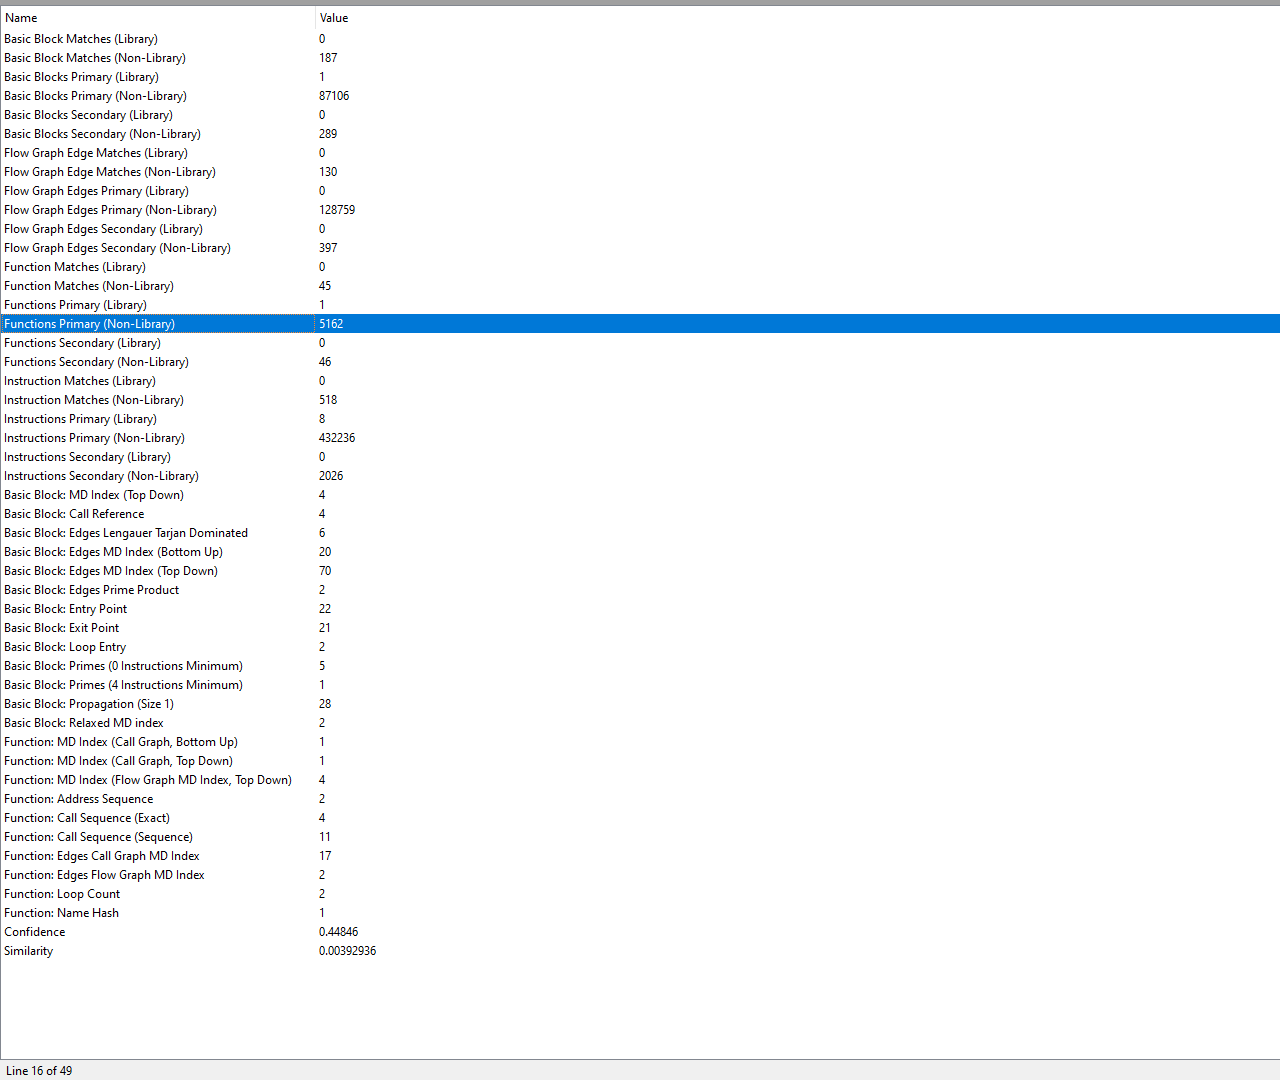 Name Value
Basic Block Matches (Library) 0
Basic Block Matches (Non-Library) 187
Basic Blocks Primary (Library) 1
Basic Blocks Primary (Non-Library) 87106
Basic Blocks Secondary (Library) 0
Basic Blocks Secondary (Non-Library) 289
Flow Graph Edge Matches (Library) 0
Flow Graph Edge Matches (Non-Library) 130
Flow Graph Edges Primary (Library) 0
Flow Graph Edges Primary (Non-Library) 128759
Flow Graph Edges Secondary (Library) 0
Flow Graph Edges Secondary (Non-Library) 397
Function Matches (Library) 0
Function Matches (Non-Library) 45
Functions Primary (Library) 1
Functions Primary (Non-Library) 5162
Functions Secondary (Library) 0
Functions Secondary (Non-Library) 46
Instruction Matches (Library) 0
Instruction Matches (Non-Library) 518
Instructions Primary (Library) 8
Instructions Primary (Non-Library) 432236
Instructions Secondary (Library) 0
Instructions Secondary (Non-Library) 2026
Basic Block: MD Index (Top Down) 4
Basic Block: Call Reference 4
Basic Block: Edges Lengauer Tarjan Dominated 6
Basic Block: Edges MD Index (Bottom Up) 20
Basic Block: Edges MD Index (Top Down) 70
Basic Block: Edges Prime Product 2
Basic Block: Entry Point 22
Basic Block: Exit Point 21
Basic Block: Loop Entry 2
Basic Block: Primes (0 Instructions Minimum) 5
Basic Block: Primes (4 Instructions Minimum) 1
Basic Block: Propagation (Size 1) 28
Basic Block: Relaxed MD index 2
Function: MD Index (Call Graph, Bottom Up) 1
Function: MD Index (Call Graph, Top Down) 1
Function: MD Index (Flow Graph MD Index, Top Down) 4
Function: Address Sequence 2
Function: Call Sequence (Exact) 4
Function: Call Sequence (Sequence) 11
Function: Edges Call Graph MD Index 17
Function: Edges Flow Graph MD Index 2
Function: Loop Count 2
Function: Name Hash 1
Confidence 0.44846
Similarity 0.00392936
Line 16 of 49